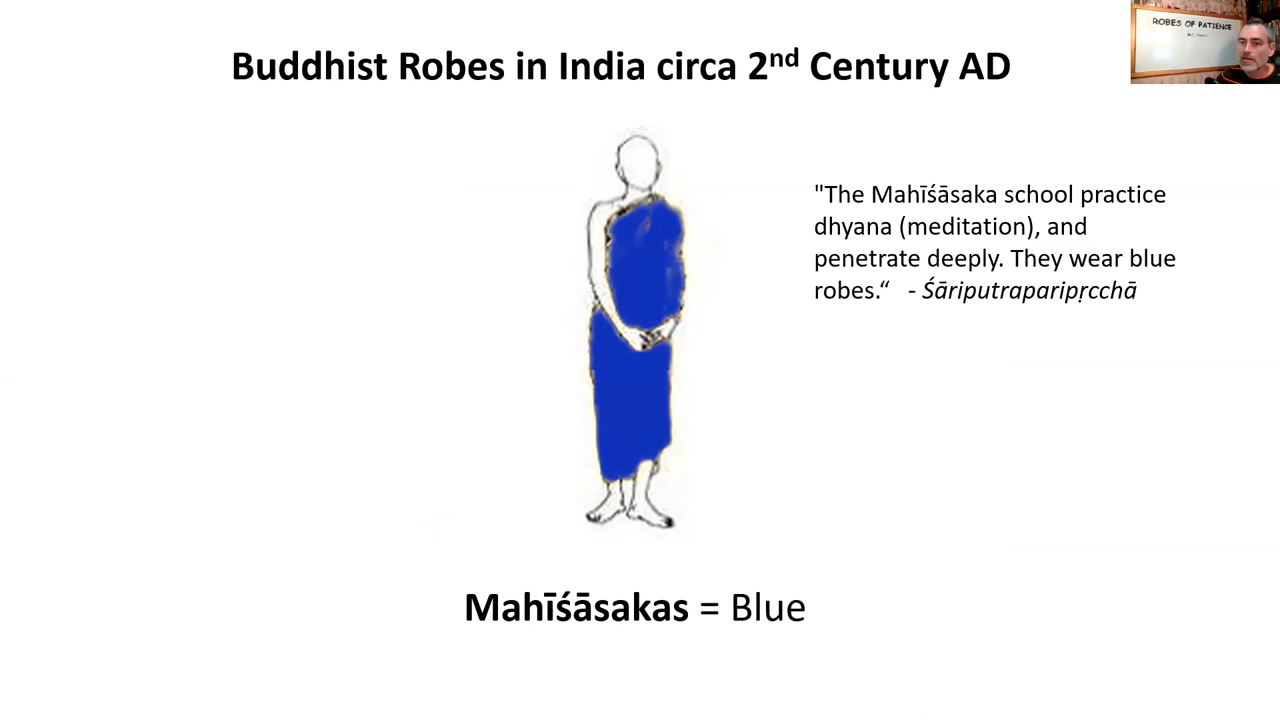 Buddhist Robes in India circa 2nd Century AD
ROBES OF PATIENCE
"The Mahīśāsaka school practice
dhyana (meditation), and
penetrate deeply. They wear blue
robes.“ - Śāriputraparipṛcchā
Mahīśāsakas = Blue